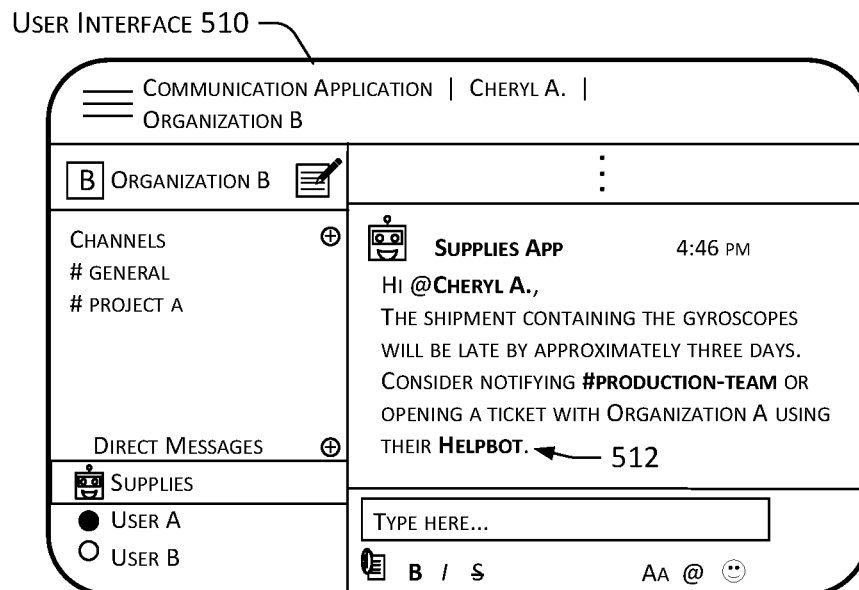 USER INTERFACE 510
COMMUNICATION APPLICATION | CHERYL A. |
ORGANIZATION B
B ORGANIZATION B
CHANNELS
# GENERAL
# PROJECT A
DIRECT MESSAGES
SUPPLIES
USER A
USER B
SUPPLIES APP 4:46 PM
HI @CHERYL A.,
THE SHIPMENT CONTAINING THE GYROSCOPES
WILL BE LATE BY APPROXIMATELY THREE DAYS.
CONSIDER NOTIFYING #PRODUCTION-TEAM OR
OPENING A TICKET WITH ORGANIZATION A USING
THEIR HELPBOT.
512
TYPE HERE...
B I S AA @